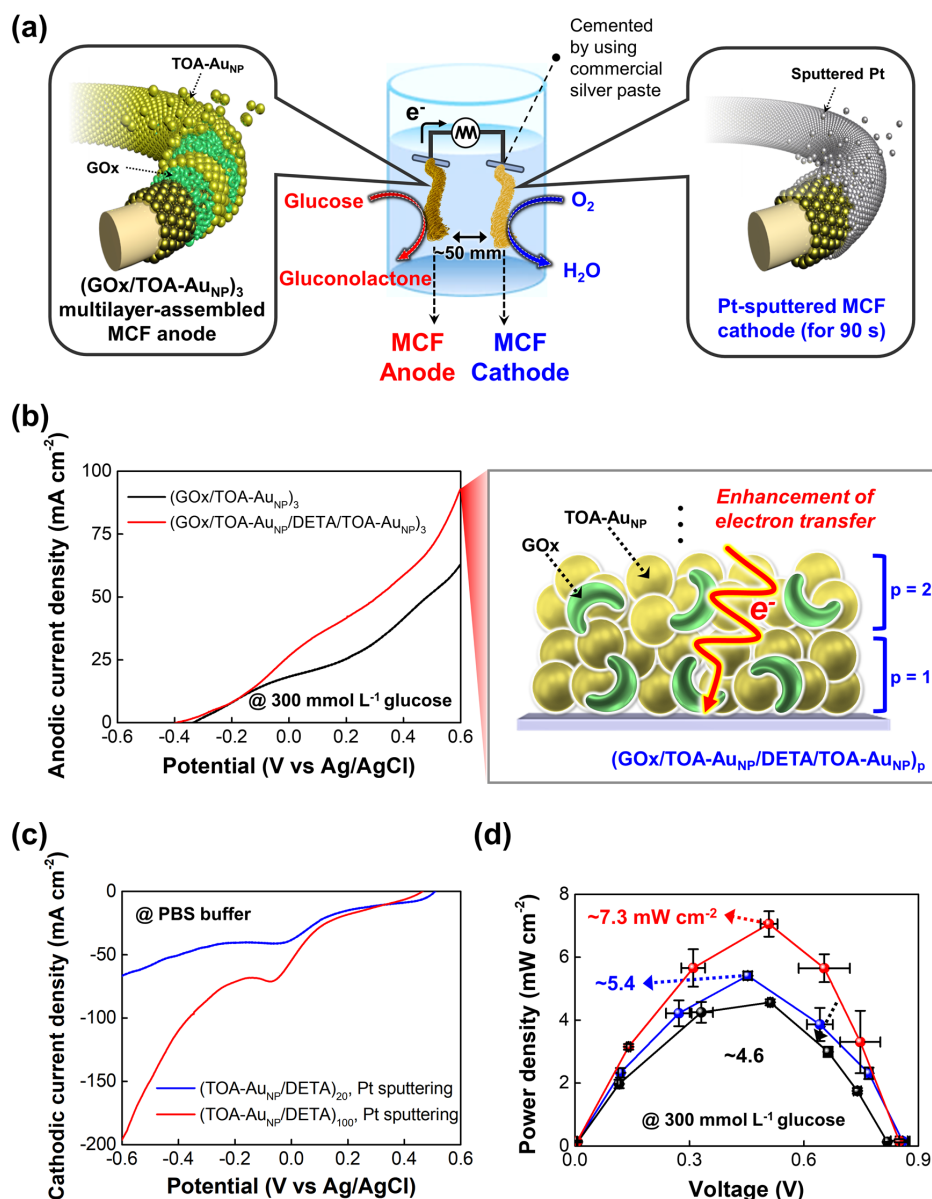 (a)
TOA-Au_NP
GOx
(GOx/TOA-Au_NP)_3
multilayer-assembled
MCF anode
Cemented
by using
commercial
silver paste
e-
Glucose
Gluconolactone
O2
H2O
~50 mm
MCF
Anode
MCF
Cathode
Sputtered Pt
Pt-sputtered MCF
cathode (for 90 s)
(b)
Anodic current density (mA cm-2)
100
75
50
25
0
(GOx/TOA-Au_NP)_3
(GOx/TOA-Au_NP/DETA/TOA-Au_NP)_3
@ 300 mmol L-1 glucose
-0.6 -0.4 -0.2 0.0 0.2 0.4 0.6
Potential (V vs Ag/AgCl)
Enhancement of
electron transfer
TOA-Au_NP
GOx
e-
p = 2
p = 1
(GOx/TOA-Au_NP/DETA/TOA-Au_NP)_p
(c)
Cathodic current density (mA cm-2)
0
-50
-100
-150
-200
@ PBS buffer
(TOA-Au_NP/DETA)_20, Pt sputtering
(TOA-Au_NP/DETA)_100, Pt sputtering
-0.6 -0.4 -0.2 0.0 0.2 0.4 0.6
Potential (V vs Ag/AgCl)
(d)
Power density (mW cm-2)
8
6
4
2
0
~7.3 mW cm-2
~5.4
~4.6
@ 300 mmol L-1 glucose
0.0 0.3 0.6 0.9
Voltage (V)